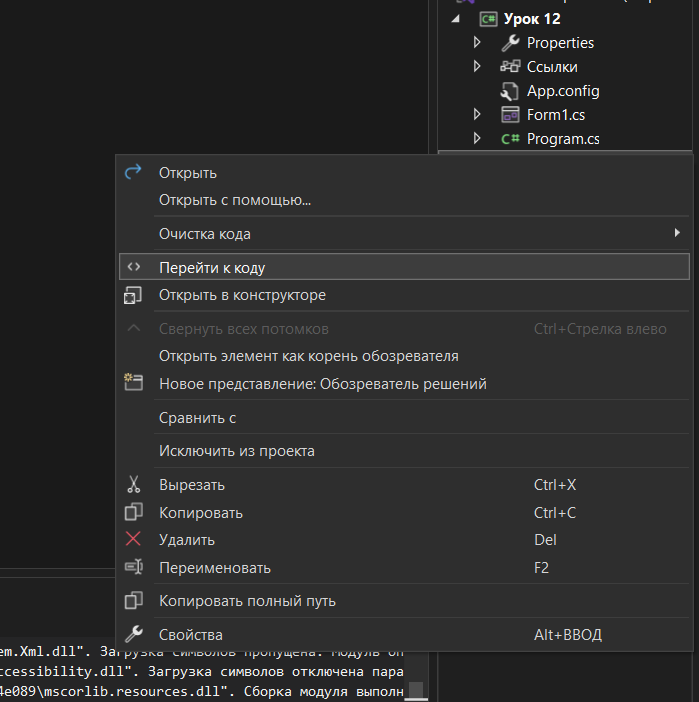 Урок 12
Properties
Ссылки
App.config
Form1.cs
C# Program.cs
Открыть
Открыть с помощью...
Очистка кода
Перейти к коду
Открыть в конструкторе
Свернуть всех потомков Ctrl+Стрелка влево
Открыть элемент как корень обозревателя
Новое представление: Обозреватель решений
Сравнить с
Исключить из проекта
Вырезать Ctrl+X
Копировать Ctrl+C
Удалить Del
Переименовать F2
Копировать полный путь
Свойства Alt+ВВОД
em.Xml.dll". Загрузка символов пропущена. Модуль оп
ccessibility.dll". Загрузка символов отключена пара
4e089\mscorlib.resources.dll". Сборка модуля выполн